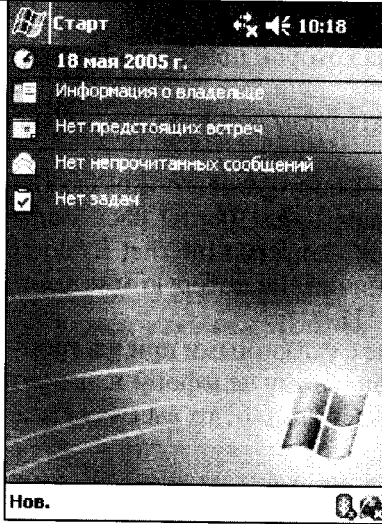 Старт 10:18
18 мая 2005 г.
Информация о владельце
Нет предстоящих встреч
Нет непрочитанных сообщений
Нет задач
Нов.